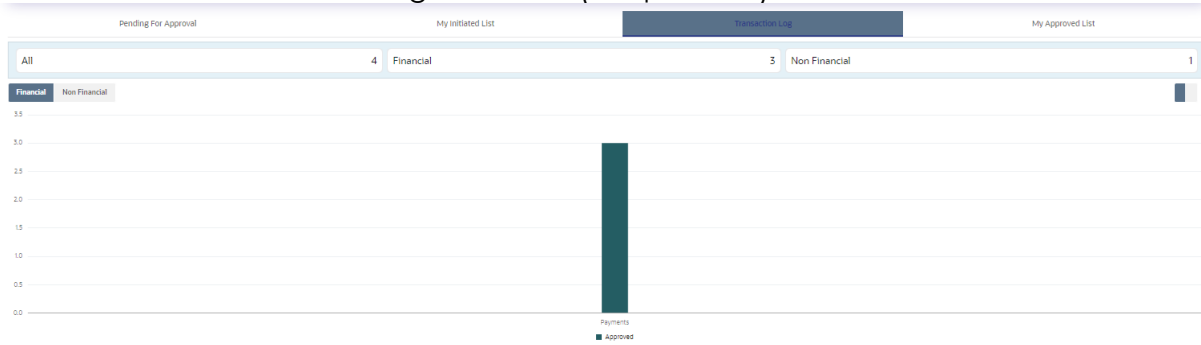 Pending For Approval My Initiated List Transaction Log My Approved List
All 4 Financial 3 Non Financial 1
Financial Non Financial
3.5
3.0
2.5
2.0
1.5
1.0
0.5
0.0
Payments
Approved